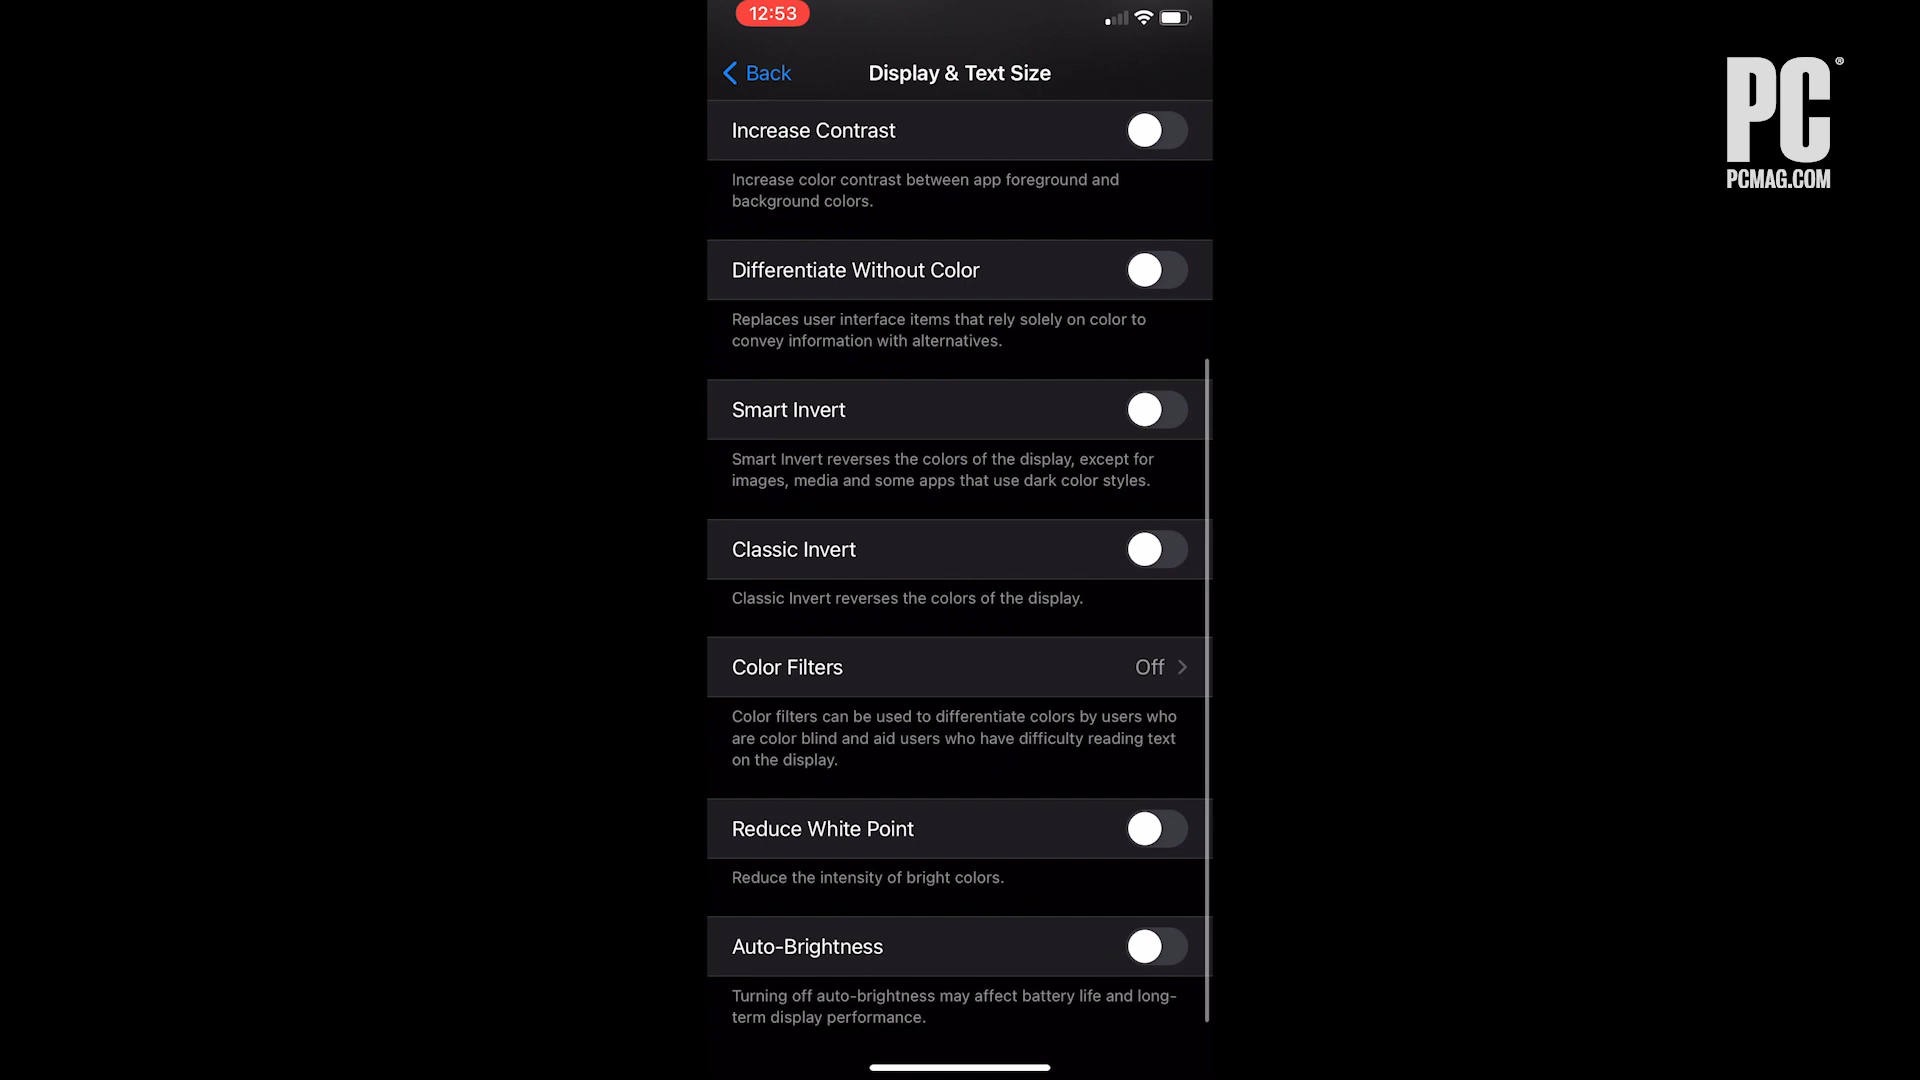 12:53
Back
Display & Text Size
Increase Contrast
Increase color contrast between app foreground and
background colors.
Differentiate Without Color
Replaces user interface items that rely solely on color to
convey information with alternatives.
Smart Invert
Smart Invert reverses the colors of the display, except for
images, media and some apps that use dark color styles.
Classic Invert
Classic Invert reverses the colors of the display.
Color Filters Off
Color filters can be used to differentiate colors by users who
are color blind and aid users who have difficulty reading text
on the display.
Reduce White Point
Reduce the intensity of bright colors.
Auto-Brightness
Turning off auto-brightness may affect battery life and long-
term display performance.
PC®
PCMAG.COM